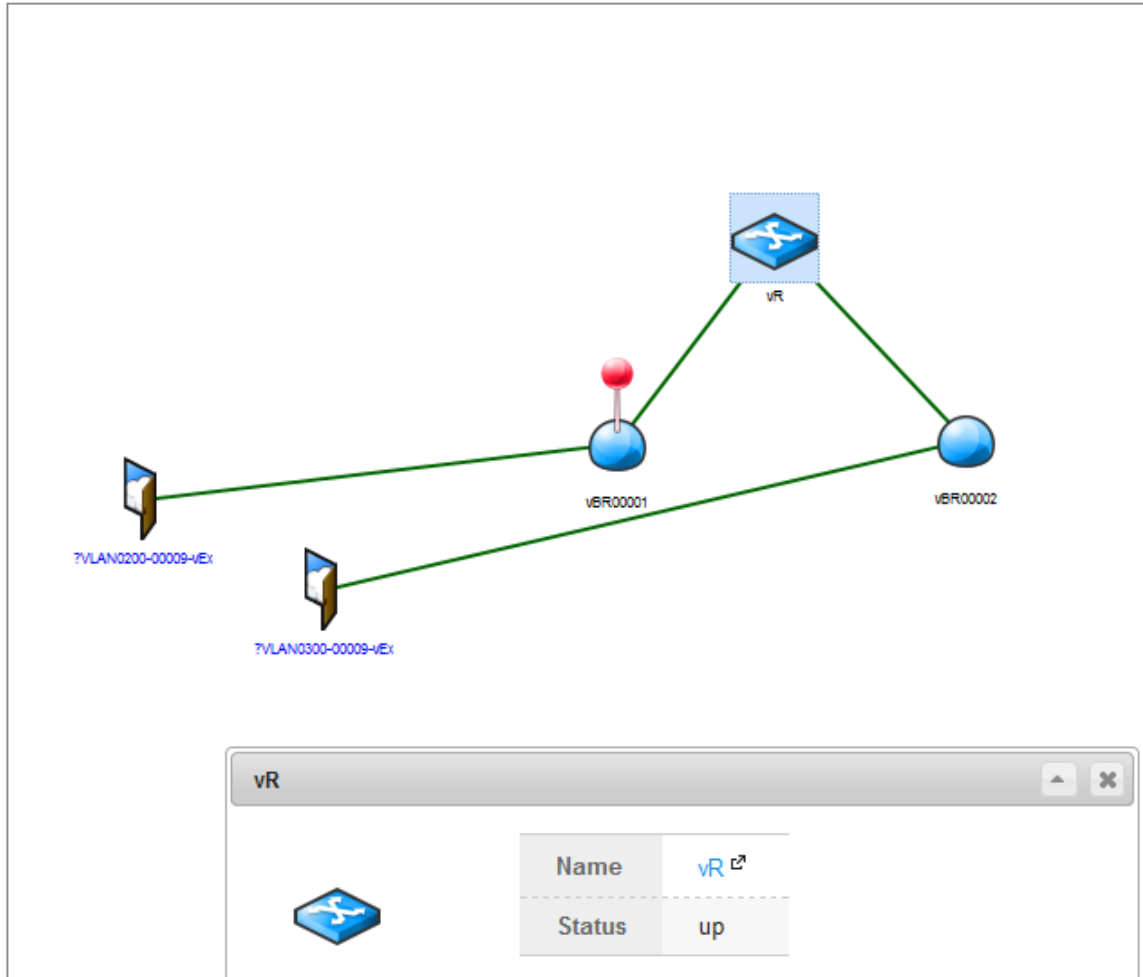 vR
vBR00001
vBR00002
?VLAN0200-00009-vEx
?VLAN0300-00009-vEx
vR
Name vR
Status up